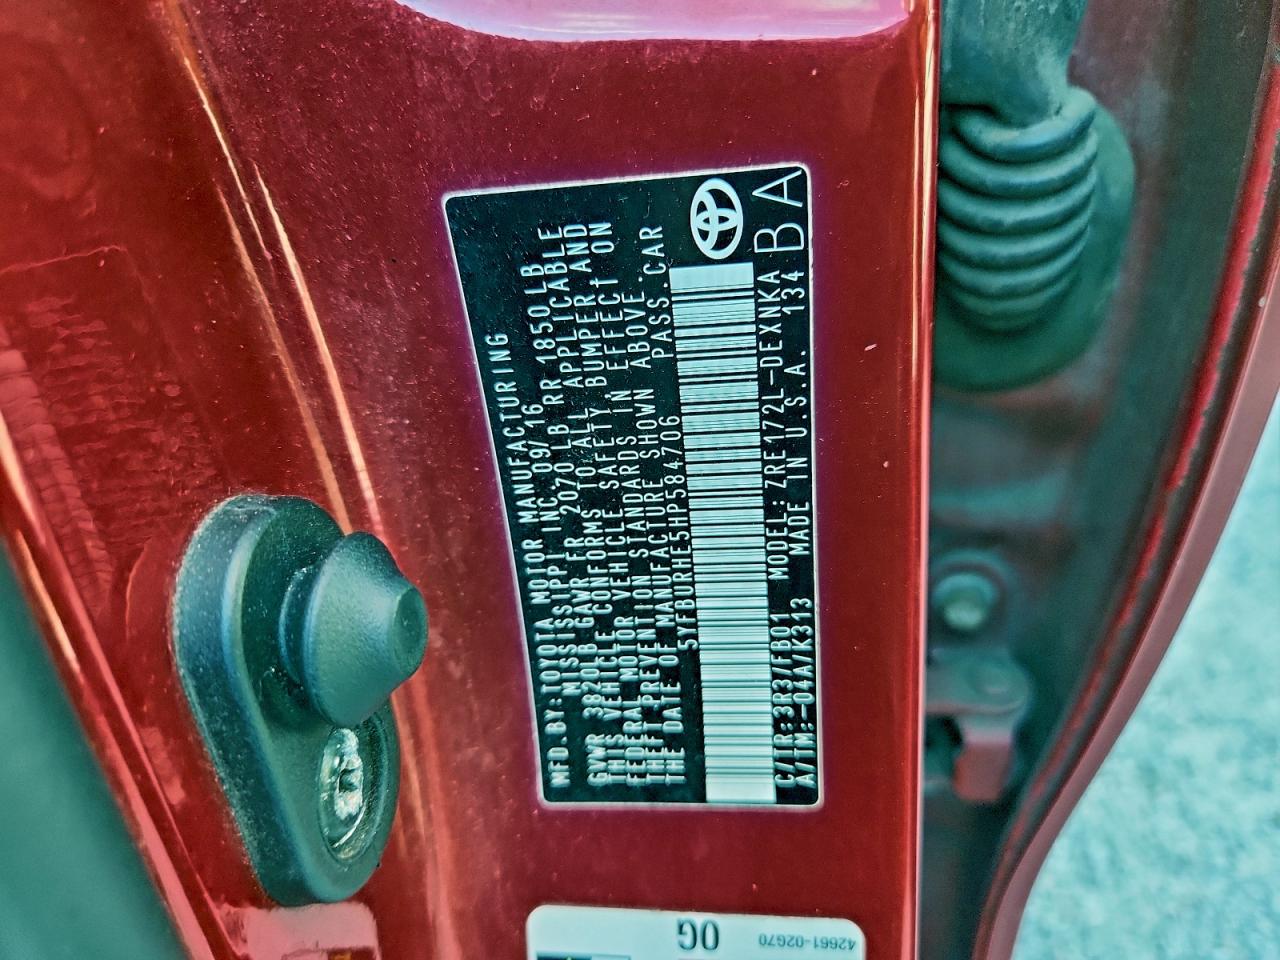 MFD.BY:TOYOTA MOTOR MANUFACTURING
MISSISSIPPI INC.09/16
GVWR 3820LB GAWR FR 2070 LB RR 1850LB
THIS VEHICLE CONFORMS TO ALL APPLICABLE
FEDERAL MOTOR VEHICLE SAFETY,BUMPER,AND
THEFT PREVENTION STANDARDS IN EFFECT ON
THE DATE OF MANUFACTURE SHOWN ABOVE.
5YFBURHE5HP584706 PASS.CAR
C/TR:3R3/FB01 MODEL:ZRE172L-DEXNKA
A/TM:-04A/K313 MADE IN U.S.A. 134
BA
0G
42661-02G70